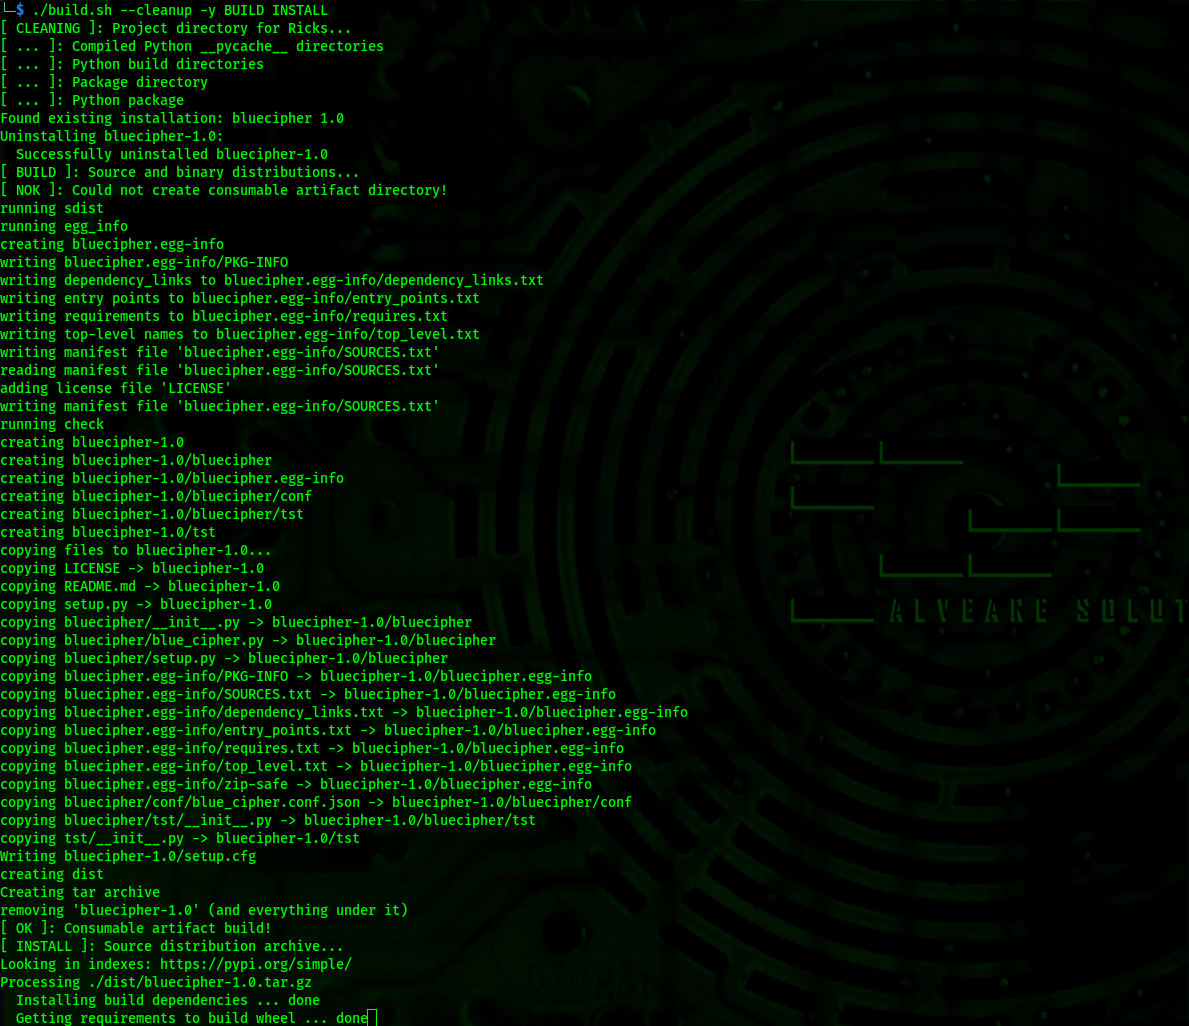 └─$ ./build.sh --cleanup -y BUILD INSTALL
[ CLEANING ]: Project directory for Ricks...
[ ... ]: Compiled Python __pycache__ directories
[ ... ]: Python build directories
[ ... ]: Package directory
[ ... ]: Python package
Found existing installation: bluecipher 1.0
Uninstalling bluecipher-1.0:
  Successfully uninstalled bluecipher-1.0
[ BUILD ]: Source and binary distributions...
[ NOK ]: Could not create consumable artifact directory!
running sdist
running egg_info
creating bluecipher.egg-info
writing bluecipher.egg-info/PKG-INFO
writing dependency_links to bluecipher.egg-info/dependency_links.txt
writing entry points to bluecipher.egg-info/entry_points.txt
writing requirements to bluecipher.egg-info/requires.txt
writing top-level names to bluecipher.egg-info/top_level.txt
writing manifest file 'bluecipher.egg-info/SOURCES.txt'
reading manifest file 'bluecipher.egg-info/SOURCES.txt'
adding license file 'LICENSE'
writing manifest file 'bluecipher.egg-info/SOURCES.txt'
running check
creating bluecipher-1.0
creating bluecipher-1.0/bluecipher
creating bluecipher-1.0/bluecipher.egg-info
creating bluecipher-1.0/bluecipher/conf
creating bluecipher-1.0/bluecipher/tst
creating bluecipher-1.0/tst
copying files to bluecipher-1.0...
copying LICENSE -> bluecipher-1.0
copying README.md -> bluecipher-1.0
copying setup.py -> bluecipher-1.0
copying bluecipher/__init__.py -> bluecipher-1.0/bluecipher
copying bluecipher/blue_cipher.py -> bluecipher-1.0/bluecipher
copying bluecipher/setup.py -> bluecipher-1.0/bluecipher
copying bluecipher.egg-info/PKG-INFO -> bluecipher-1.0/bluecipher.egg-info
copying bluecipher.egg-info/SOURCES.txt -> bluecipher-1.0/bluecipher.egg-info
copying bluecipher.egg-info/dependency_links.txt -> bluecipher-1.0/bluecipher.egg-info
copying bluecipher.egg-info/entry_points.txt -> bluecipher-1.0/bluecipher.egg-info
copying bluecipher.egg-info/requires.txt -> bluecipher-1.0/bluecipher.egg-info
copying bluecipher.egg-info/top_level.txt -> bluecipher-1.0/bluecipher.egg-info
copying bluecipher.egg-info/zip-safe -> bluecipher-1.0/bluecipher.egg-info
copying bluecipher/conf/blue_cipher.conf.json -> bluecipher-1.0/bluecipher/conf
copying bluecipher/tst/__init__.py -> bluecipher-1.0/bluecipher/tst
copying tst/__init__.py -> bluecipher-1.0/tst
Writing bluecipher-1.0/setup.cfg
creating dist
Creating tar archive
removing 'bluecipher-1.0' (and everything under it)
[ OK ]: Consumable artifact build!
[ INSTALL ]: Source distribution archive...
Looking in indexes: https://pypi.org/simple/
Processing ./dist/bluecipher-1.0.tar.gz
  Installing build dependencies ... done
  Getting requirements to build wheel ... done
ALVEARE SOLUT